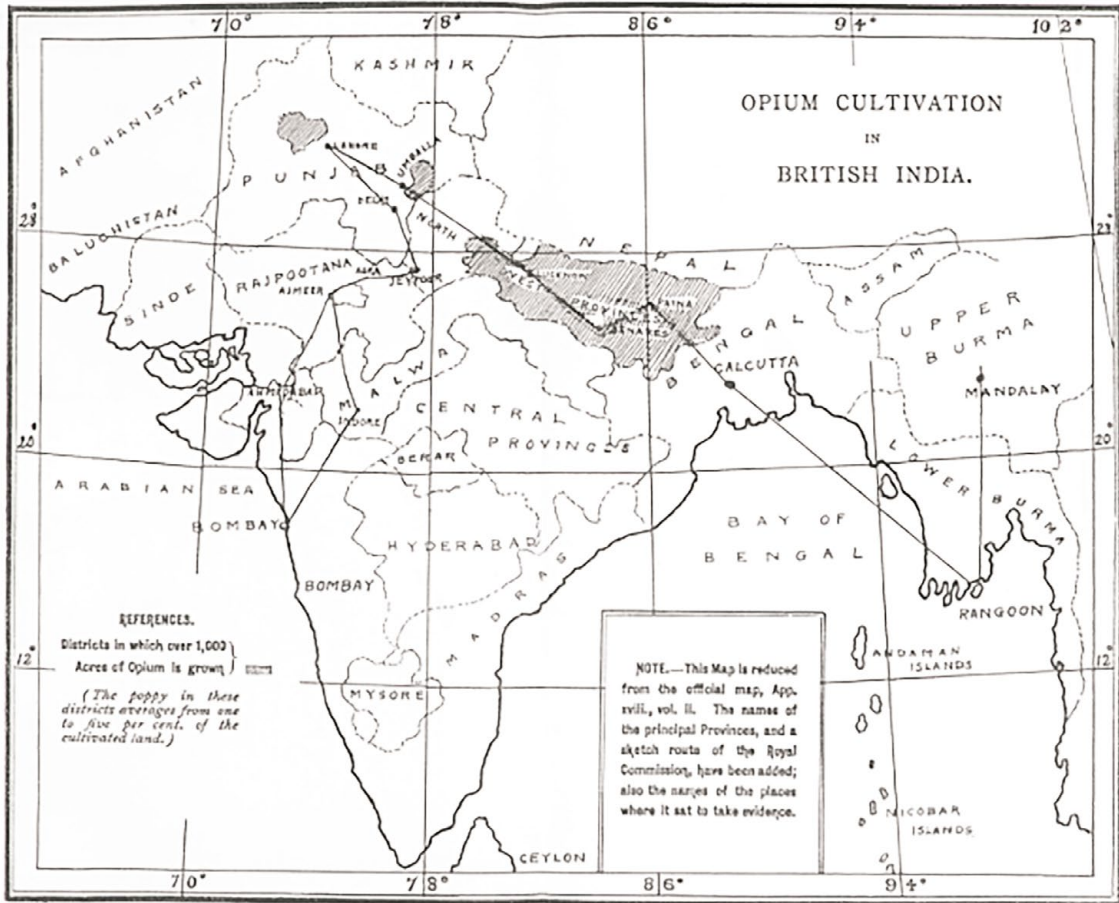 70° 78° 86° 94° 102°
KASHMIR
OPIUM CULTIVATION
IN
BRITISH INDIA.
AFGHANISTAN
LAHORE
UMBALLA
PUNJAB
DELHI
BALUCHISTAN
28°
NORTH
NEPAL
ASSAM
RAJPOOTANA
AGRA
JEYPOOR
AJMEER
SINDE
WEST
PROVINCES
PATNA
BENARES
BENGAL
UPPER
BURMA
CALCUTTA
MANDALAY
AHMEDABAD
MALWA
INDORE
CENTRAL
PROVINCES
20° 20°
BERAR
LOWER BURMA
ARABIAN SEA
BOMBAY
BAY OF
BENGAL
HYDERABAD
MADRAS
BOMBAY
RANGOON
REFERENCES.
Districts in which over 1,000
Acres of Opium is grown
(The poppy in these
districts averages from one
to five per cent. of the
cultivated land.)
12° 12°
MYSORE
ANDAMAN
ISLANDS
NOTE.—This Map is reduced
from the official map, App.
xviii., vol. II. The names of
the principal Provinces, and a
sketch route of the Royal
Commission, have been added;
also the names of the places
where it sat to take evidence.
NICOBAR
ISLANDS
CEYLON
70° 78° 86° 94°